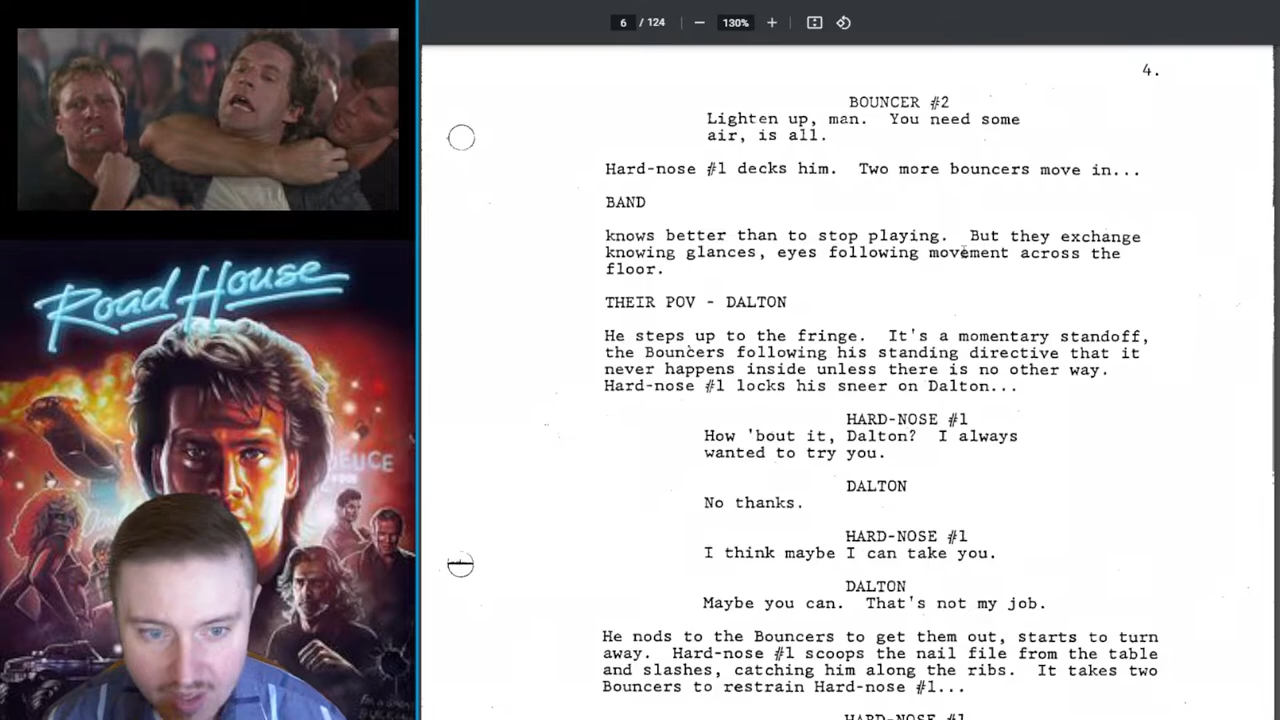 6 / 124
130%
Road House
DEUCE
4.
BOUNCER #2
Lighten up, man. You need some
air, is all.
Hard-nose #1 decks him. Two more bouncers move in...
BAND
knows better than to stop playing. But they exchange
knowing glances, eyes following movement across the
floor.
THEIR POV - DALTON
He steps up to the fringe. It's a momentary standoff,
the Bouncers following his standing directive that it
never happens inside unless there is no other way.
Hard-nose #1 locks his sneer on Dalton...
HARD-NOSE #1
How 'bout it, Dalton? I always
wanted to try you.
DALTON
No thanks.
HARD-NOSE #1
I think maybe I can take you.
DALTON
Maybe you can. That's not my job.
He nods to the Bouncers to get them out, starts to turn
away. Hard-nose #1 scoops the nail file from the table
and slashes, catching him along the ribs. It takes two
Bouncers to restrain Hard-nose #1...
HARD-NOSE #1